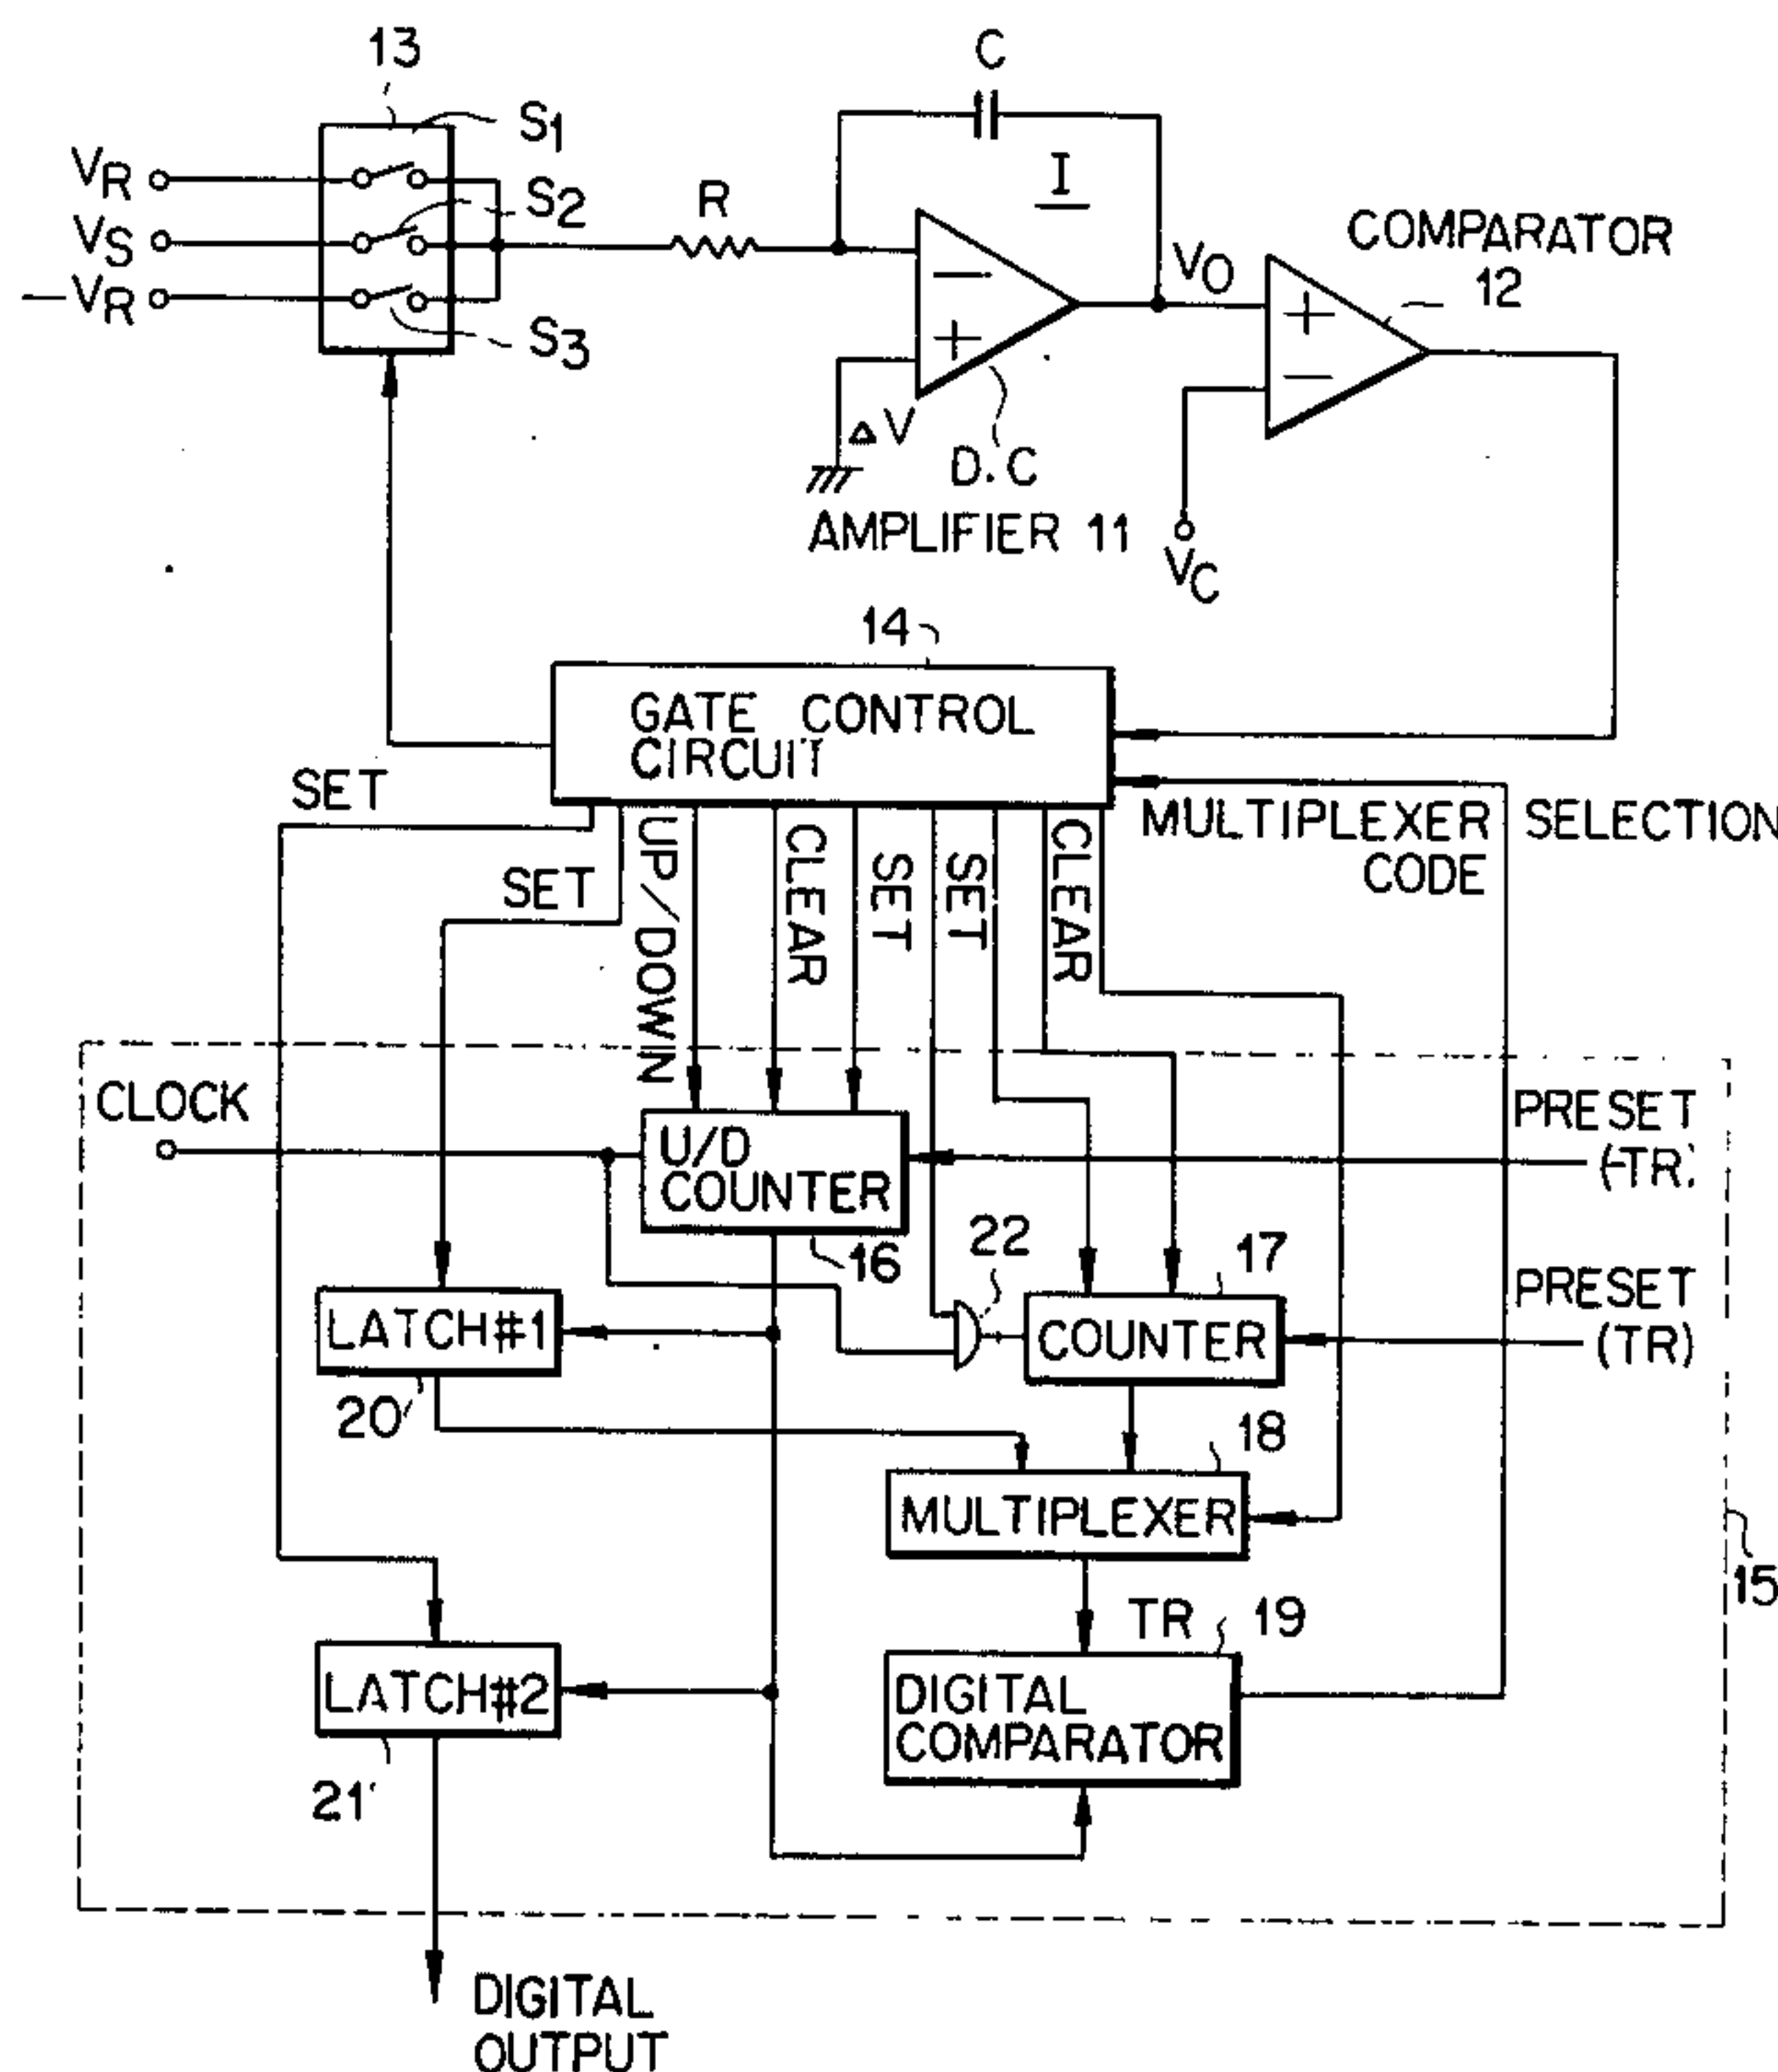 13
C
S1
VR
S2
R
I
VS
VO
COMPARATOR
12
−VR
−
+
+
−
S3
ΔV
D.C
AMPLIFIER 11
VC
14
GATE CONTROL
CIRCUIT
SET
SET
UP/DOWN
CLEAR
SET
SET
CLEAR
MULTIPLEXER SELECTION
CODE
CLOCK
U/D
COUNTER
PRESET
(-TR)
16
22
17
PRESET
(TR)
LATCH#1
COUNTER
20
18
MULTIPLEXER
15
TR
19
LATCH#2
DIGITAL
COMPARATOR
21
DIGITAL
OUTPUT